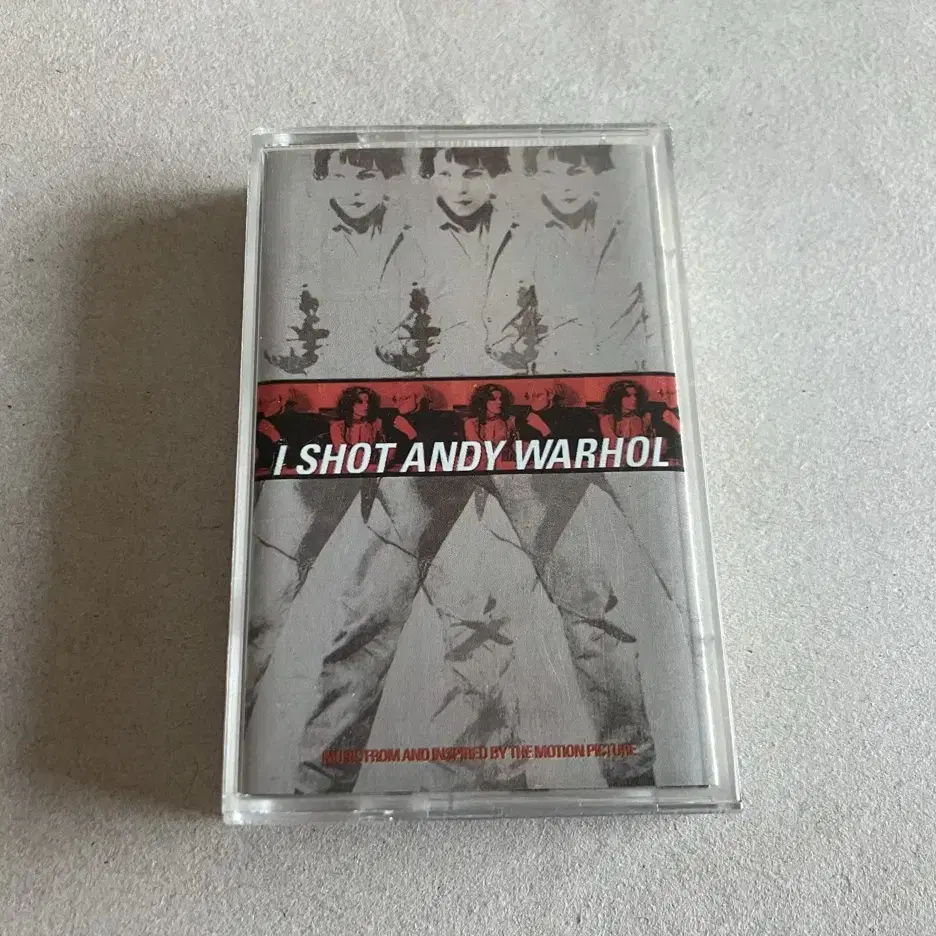 I SHOT ANDY WARHOL
MUSIC FROM AND INSPIRED BY THE MOTION PICTURE